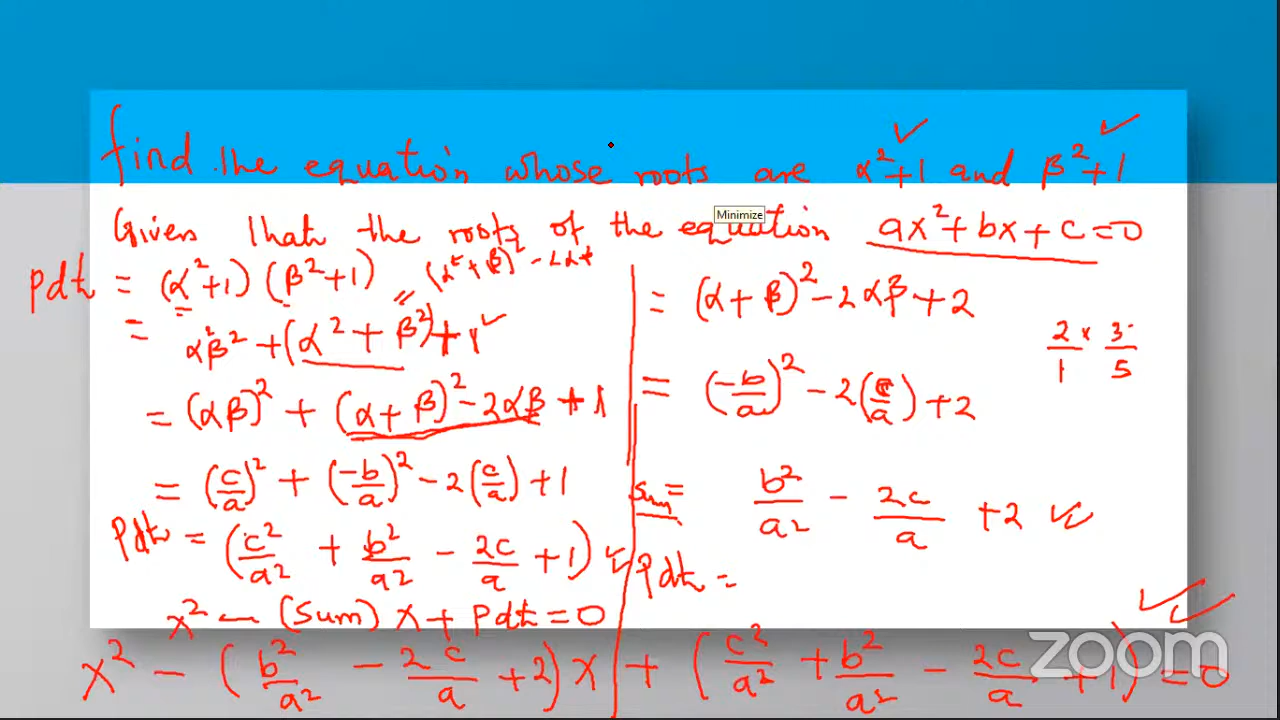 find the equation whose roots are α²+1 and β²+1
Given that the roots of the equation ax²+bx+c=0
Minimize
Pdt = (α²+1)(β²+1)
= α²β²+(α²+β²)+1
= (αβ)² + (α+β)²-2αβ+1
= (c/a)² + (-b/a)² - 2(c/a)+1
Pdt = (c²/a² + b²/a² - 2c/a +1)
x² - (Sum) x + Pdt = 0
= (α+β)²-2αβ+2
2/1 × 3/5
= (-b/a)² - 2(c/a)+2
Sum = b²/a² - 2c/a +2
Pdt =
x² - (b²/a² - 2c/a +2)x + (c²/a² + b²/a² - 2c/a +1) = 0
zoom